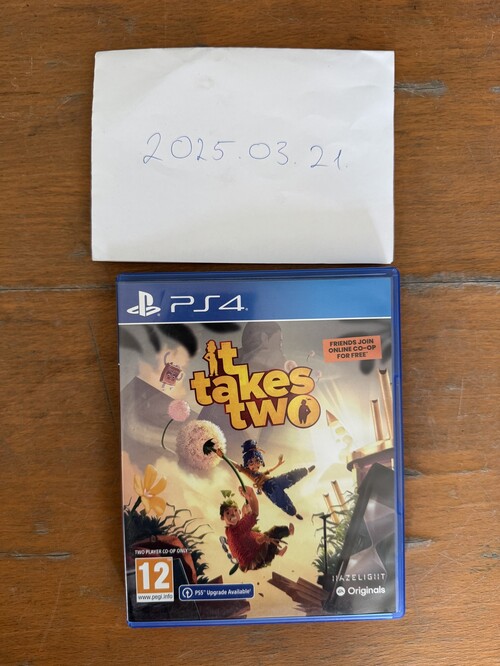 2025.03.21.
PS4
FRIENDS JOIN
ONLINE CO-OP
FOR FREE*
it
takes
two
TWO-PLAYER CO-OP ONLY
12
www.pegi.info
PS5™ Upgrade Available*
HAZELIGHT
EA Originals